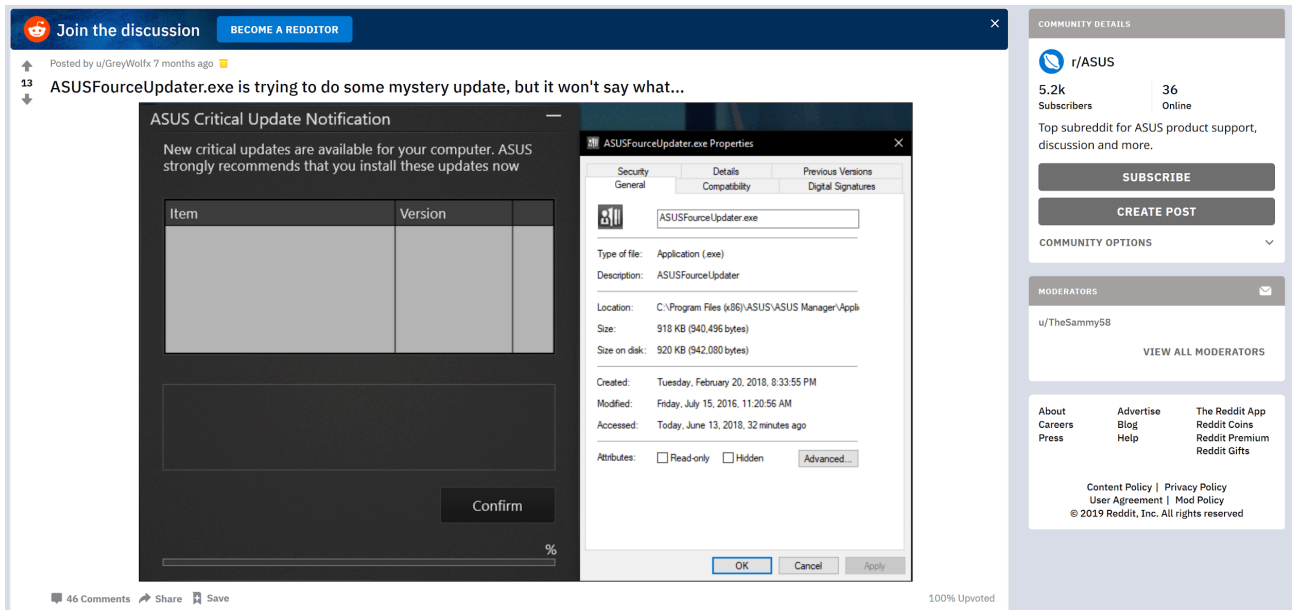 Join the discussion
BECOME A REDDITOR
Posted by u/GreyWolfx 7 months ago
13
ASUSFourceUpdater.exe is trying to do some mystery update, but it won't say what...
ASUS Critical Update Notification
New critical updates are available for your computer. ASUS
strongly recommends that you install these updates now
Item Version
Confirm
%
ASUSFourceUpdater.exe Properties
Security Details Previous Versions
General Compatibility Digital Signatures
ASUSFourceUpdater.exe
Type of file: Application (.exe)
Description: ASUSFourceUpdater
Location: C:\Program Files (x86)\ASUS\ASUS Manager\Appli
Size: 918 KB (940,496 bytes)
Size on disk: 920 KB (942,080 bytes)
Created: Tuesday, February 20, 2018, 8:33:55 PM
Modified: Friday, July 15, 2016, 11:20:56 AM
Accessed: Today, June 13, 2018, 32 minutes ago
Attributes: Read-only Hidden Advanced...
OK Cancel Apply
46 Comments Share Save
100% Upvoted
COMMUNITY DETAILS
r/ASUS
5.2k 36
Subscribers Online
Top subreddit for ASUS product support,
discussion and more.
SUBSCRIBE
CREATE POST
COMMUNITY OPTIONS
MODERATORS
u/TheSammy58
VIEW ALL MODERATORS
About Advertise The Reddit App
Careers Blog Reddit Coins
Press Help Reddit Premium
Reddit Gifts
Content Policy | Privacy Policy
User Agreement | Mod Policy
© 2019 Reddit, Inc. All rights reserved